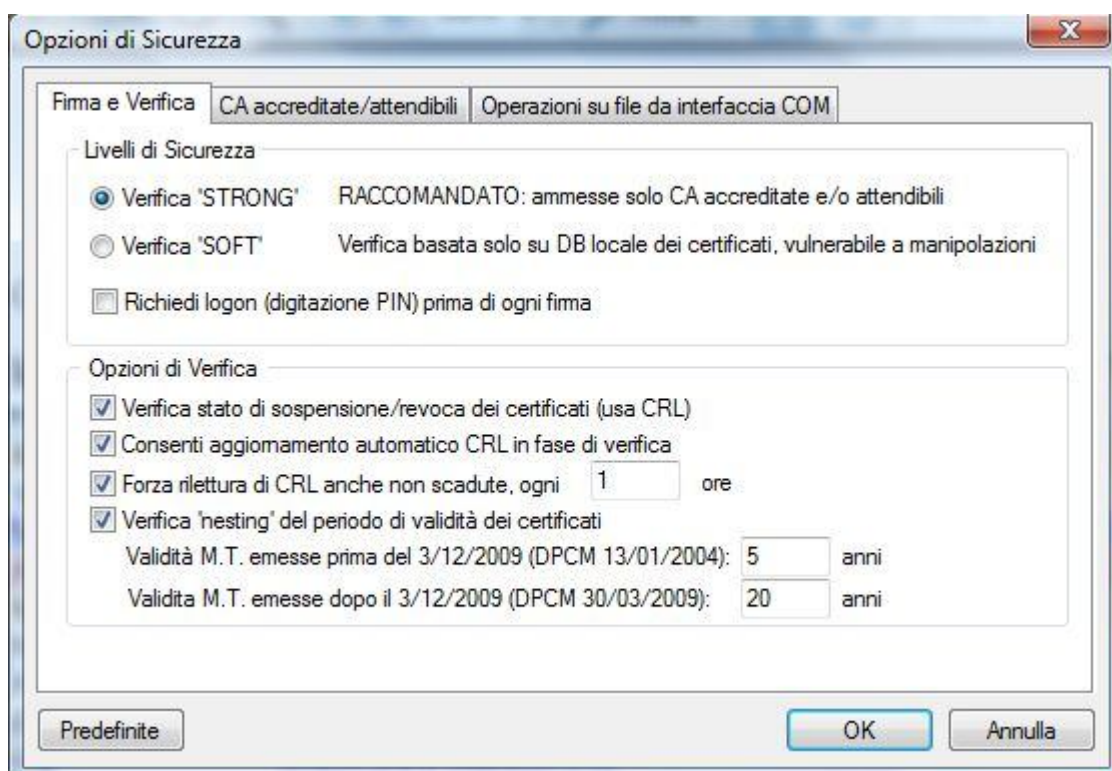 Opzioni di Sicurezza
Firma e Verifica CA accreditate/attendibili Operazioni su file da interfaccia COM
Livelli di Sicurezza
Verifica 'STRONG' RACCOMANDATO: ammesse solo CA accreditate e/o attendibili
Verifica 'SOFT' Verifica basata solo su DB locale dei certificati, vulnerabile a manipolazioni
Richiedi logon (digitazione PIN) prima di ogni firma
Opzioni di Verifica
Verifica stato di sospensione/revoca dei certificati (usa CRL)
Consenti aggiornamento automatico CRL in fase di verifica
Forza rilettura di CRL anche non scadute, ogni 1 ore
Verifica 'nesting' del periodo di validità dei certificati
Validità M.T. emesse prima del 3/12/2009 (DPCM 13/01/2004): 5 anni
Validita M.T. emesse dopo il 3/12/2009 (DPCM 30/03/2009): 20 anni
Predefinite OK Annulla